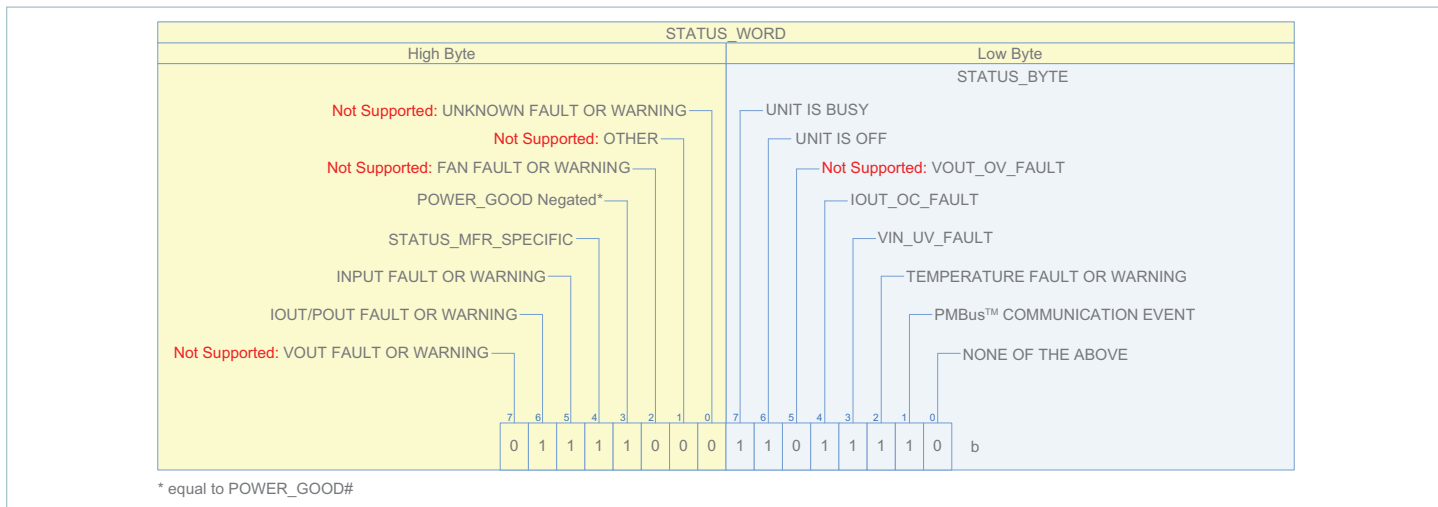 STATUS_WORD
High Byte
Low Byte
STATUS_BYTE
Not Supported: UNKNOWN FAULT OR WARNING
UNIT IS BUSY
Not Supported: OTHER
UNIT IS OFF
Not Supported: FAN FAULT OR WARNING
Not Supported: VOUT_OV_FAULT
POWER_GOOD Negated*
IOUT_OC_FAULT
STATUS_MFR_SPECIFIC
VIN_UV_FAULT
INPUT FAULT OR WARNING
TEMPERATURE FAULT OR WARNING
IOUT/POUT FAULT OR WARNING
PMBus™ COMMUNICATION EVENT
Not Supported: VOUT FAULT OR WARNING
NONE OF THE ABOVE
7 6 5 4 3 2 1 0 7 6 5 4 3 2 1 0
0 1 1 1 1 0 0 0 1 1 0 1 1 1 1 0 b
* equal to POWER_GOOD#